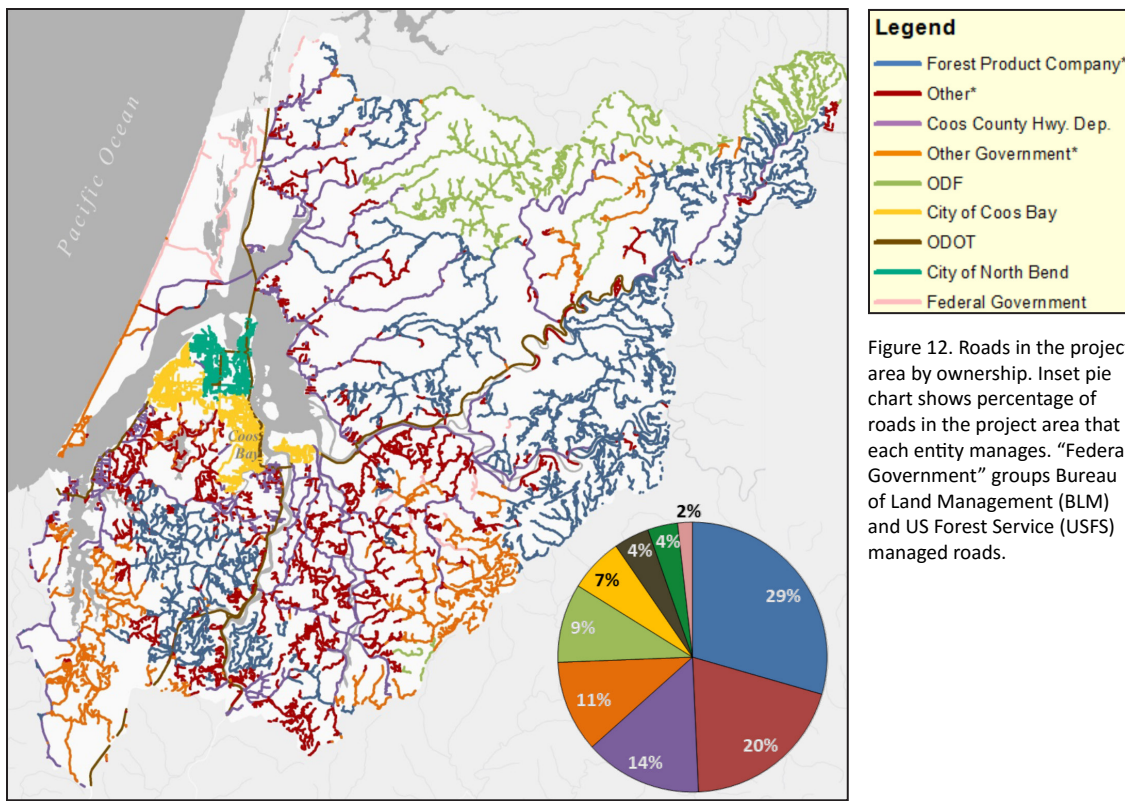 Pacific Ocean
Coos
Bay
2%
4%
4%
7%
29%
9%
11%
20%
14%
Legend
Forest Product Company*
Other*
Coos County Hwy. Dep.
Other Government*
ODF
City of Coos Bay
ODOT
City of North Bend
Federal Government
Figure 12. Roads in the project
area by ownership. Inset pie
chart shows percentage of
roads in the project area that
each entity manages. “Federa
Government” groups Bureau
of Land Management (BLM)
and US Forest Service (USFS)
managed roads.